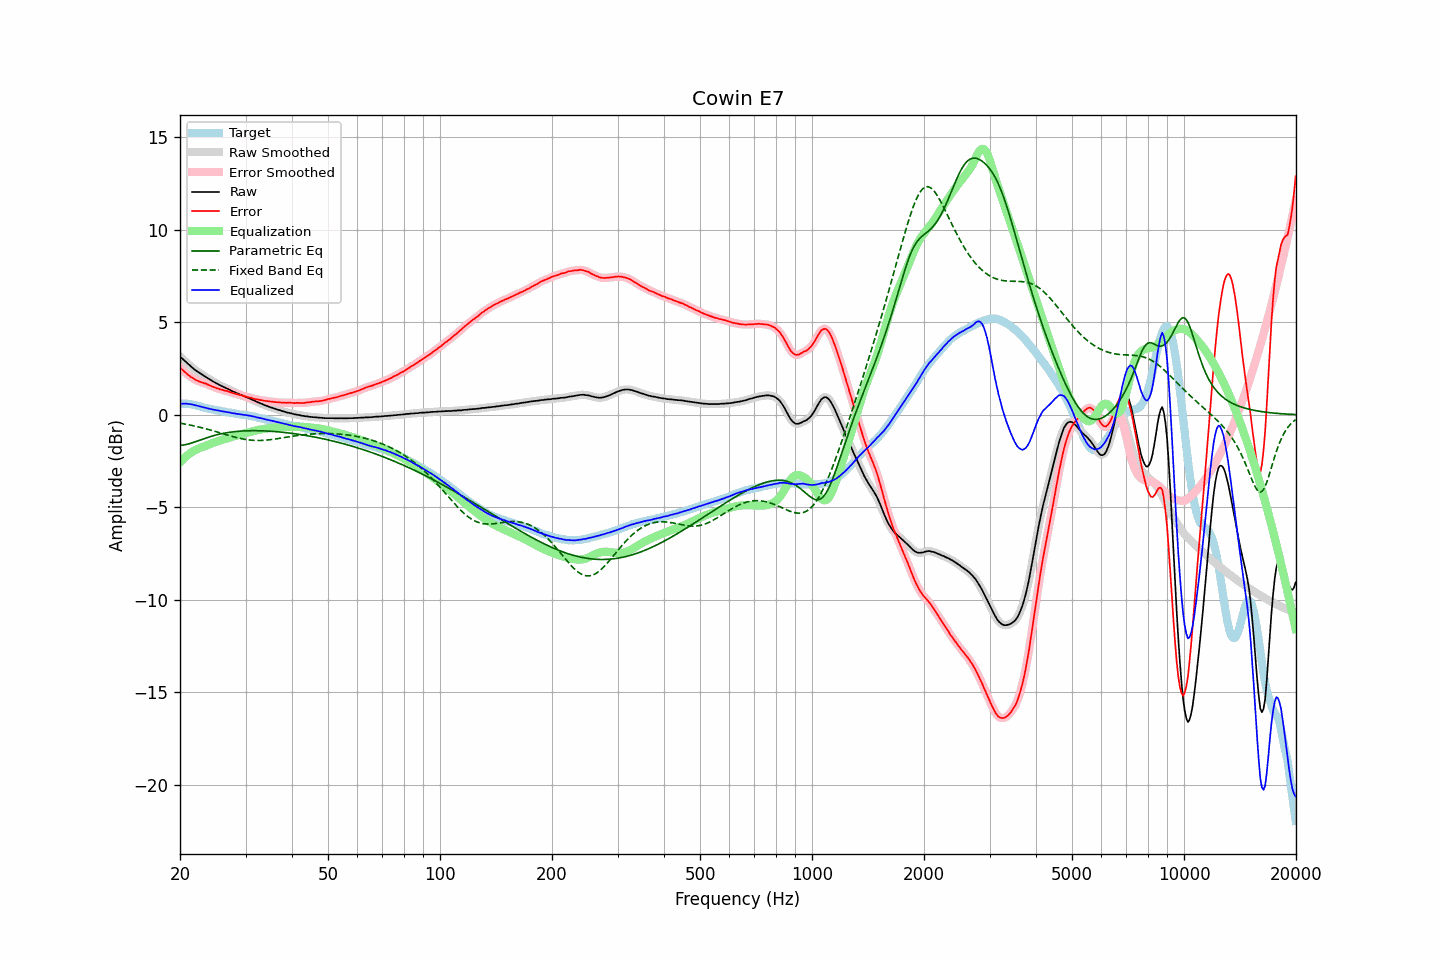 Cowin E7
Target
Raw Smoothed
Error Smoothed
Raw
Error
Equalization
Parametric Eq
Fixed Band Eq
Equalized
15
10
5
0
−5
−10
−15
−20
Amplitude (dBr)
20
50
100
200
500
1000
2000
5000
10000
20000
Frequency (Hz)